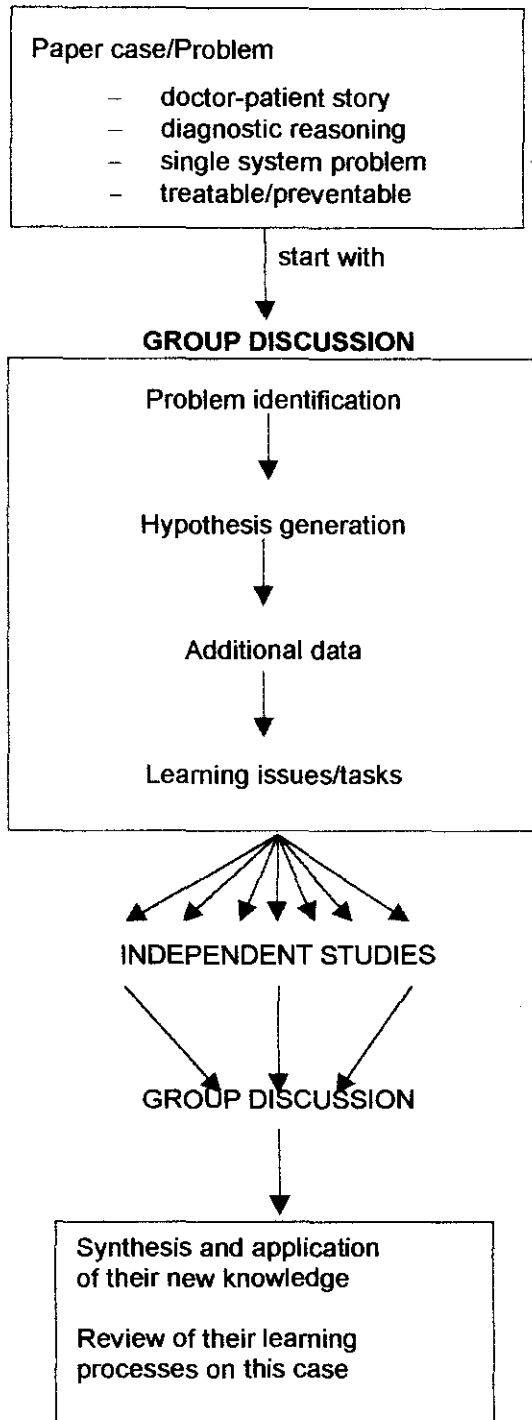 Paper case/Problem
– doctor-patient story
– diagnostic reasoning
– single system problem
– treatable/preventable
start with
GROUP DISCUSSION
Problem identification
Hypothesis generation
Additional data
Learning issues/tasks
INDEPENDENT STUDIES
GROUP DISCUSSION
Synthesis and application
of their new knowledge
Review of their learning
processes on this case